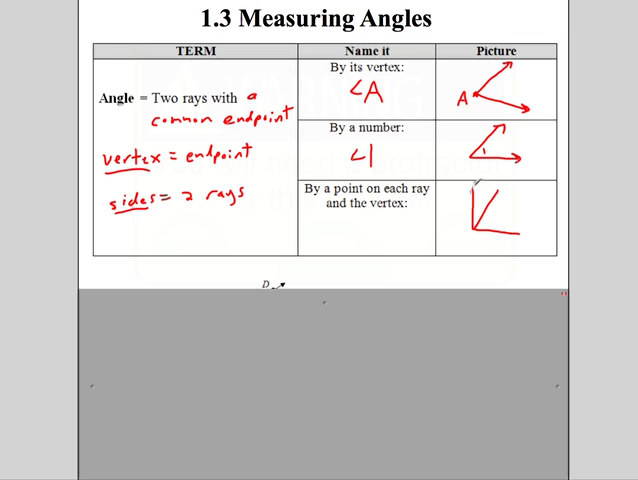 1.3 Measuring Angles
TERM
Name it
Picture
Angle = Two rays with a
common endpoint
vertex = endpoint
sides = 2 rays
By its vertex:
∠A
A
By a number:
∠1
1
By a point on each ray
and the vertex:
D